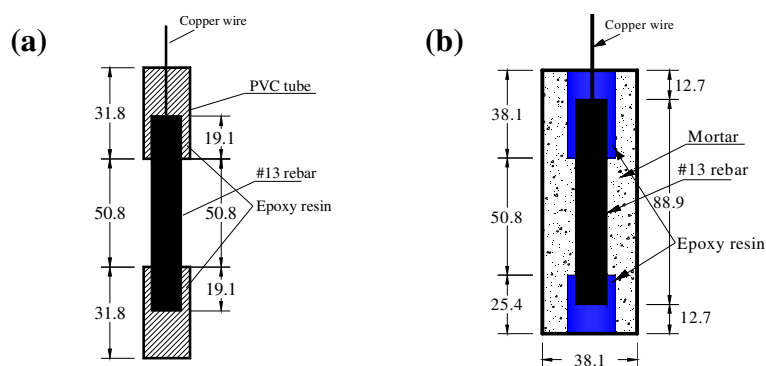 (a)
Copper wire
PVC tube
31.8
19.1
#13 rebar
50.8
50.8
Epoxy resin
19.1
31.8
(b)
Copper wire
12.7
38.1
Mortar
#13 rebar
88.9
50.8
Epoxy resin
25.4
12.7
38.1